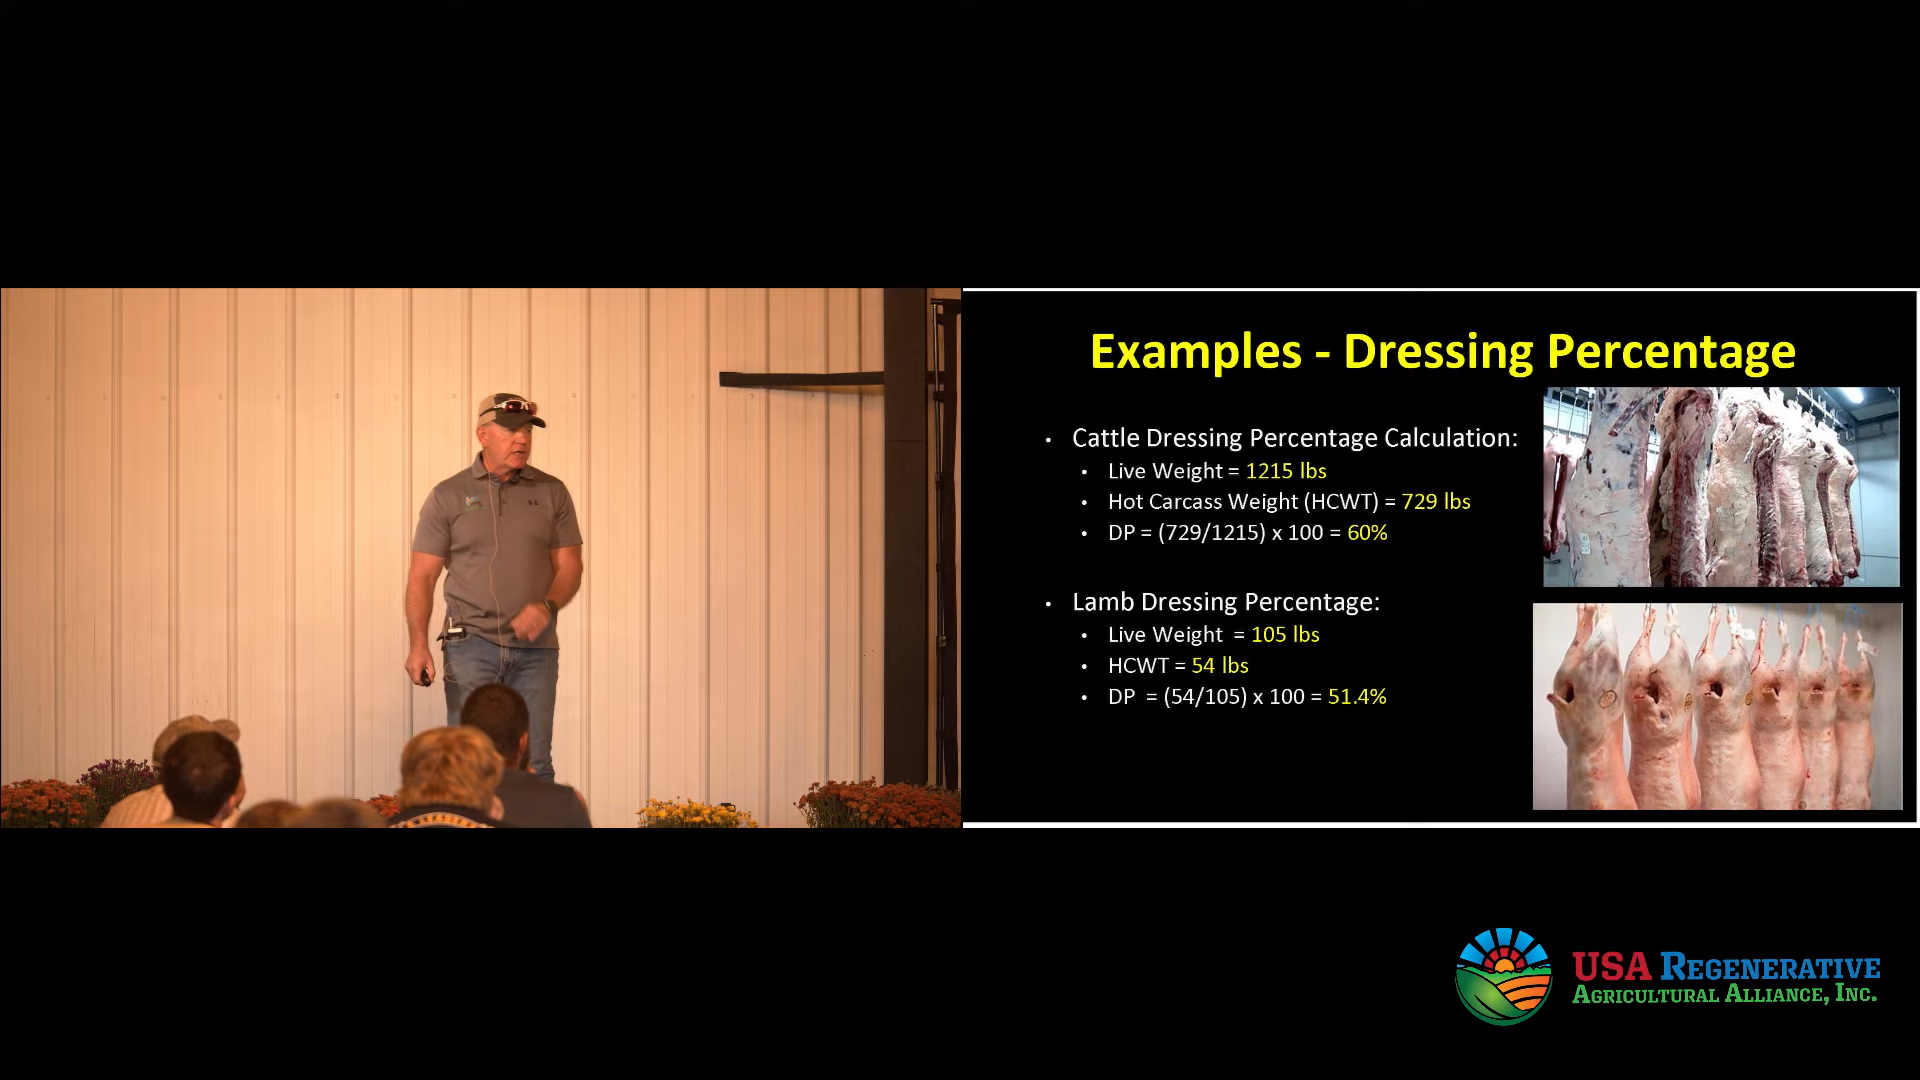 Examples - Dressing Percentage
• Cattle Dressing Percentage Calculation:
• Live Weight = 1215 lbs
• Hot Carcass Weight (HCWT) = 729 lbs
• DP = (729/1215) x 100 = 60%
• Lamb Dressing Percentage:
• Live Weight = 105 lbs
• HCWT = 54 lbs
• DP = (54/105) x 100 = 51.4%
USA REGENERATIVE
AGRICULTURAL ALLIANCE, INC.